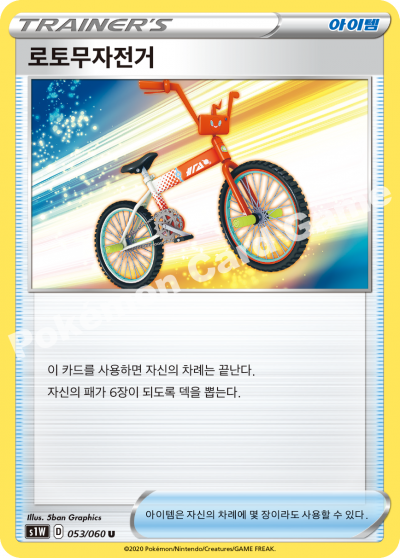 TRAINER'S
아이템
로토무자전거
Pokémon Card Game
이 카드를 사용하면 자신의 차례는 끝난다.
자신의 패가 6장이 되도록 덱을 뽑는다.
Illus. 5ban Graphics
s1W D 053/060 U
아이템은 자신의 차례에 몇 장이라도 사용할 수 있다.
©2020 Pokémon/Nintendo/Creatures/GAME FREAK.